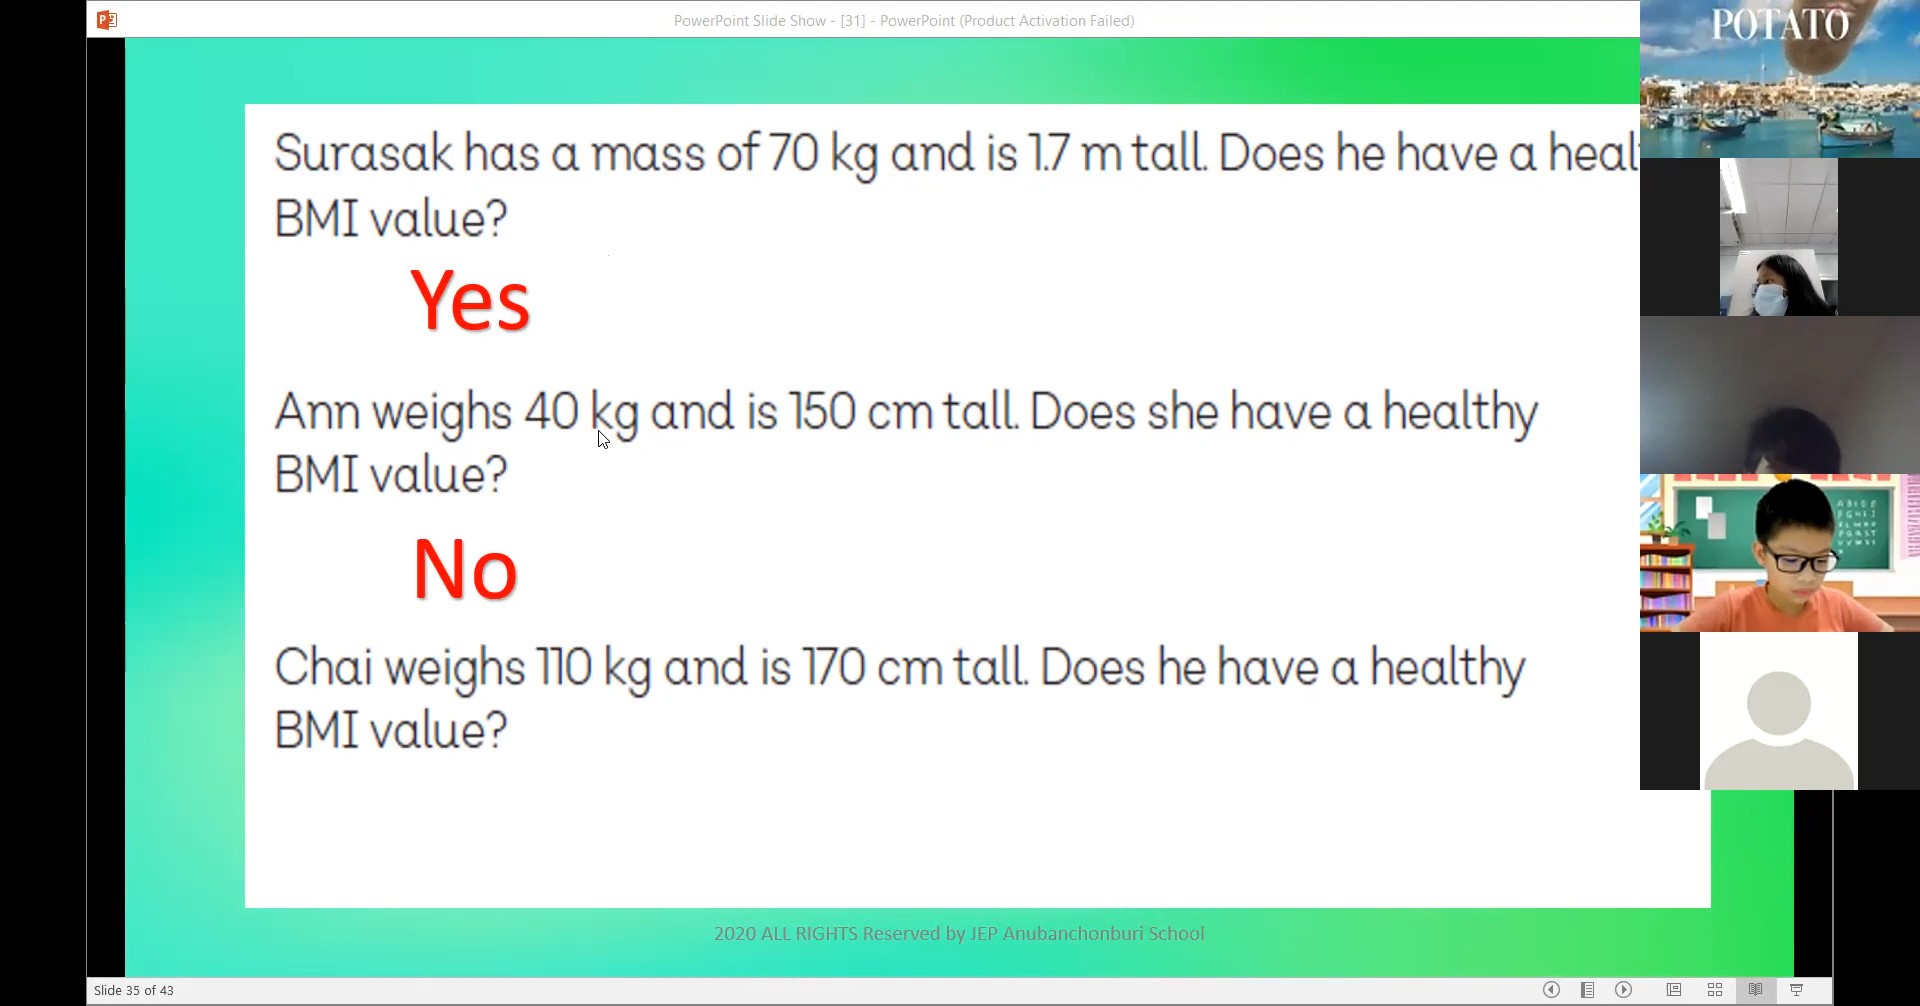 PowerPoint Slide Show - [31] - PowerPoint (Product Activation Failed)
POTATO
Surasak has a mass of 70 kg and is 1.7 m tall. Does he have a heal
BMI value?
Yes
Ann weighs 40 kg and is 150 cm tall. Does she have a healthy
BMI value?
No
Chai weighs 110 kg and is 170 cm tall. Does he have a healthy
BMI value?
2020 ALL RIGHTS Reserved by JEP Anubanchonburi School
Slide 35 of 43